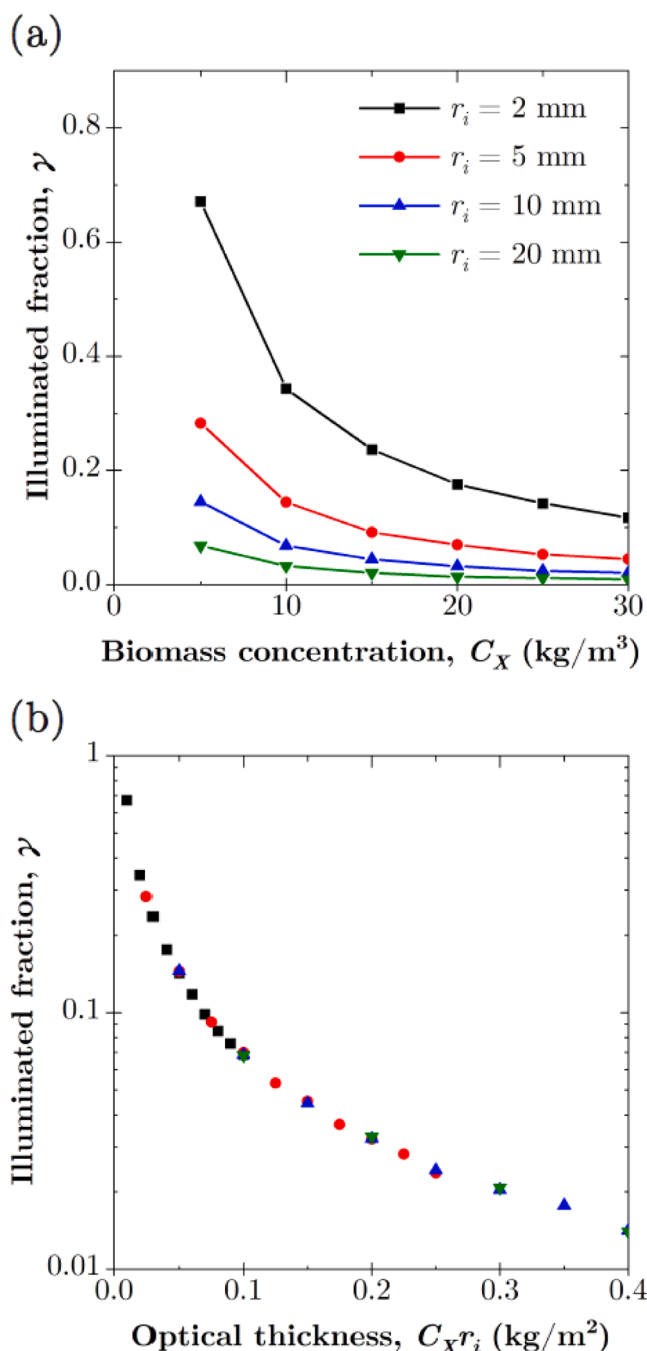 (a)
Illuminated fraction, γ
0.8
0.6
0.4
0.2
0.0
r_i = 2 mm
r_i = 5 mm
r_i = 10 mm
r_i = 20 mm
0 10 20 30
Biomass concentration, C_X (kg/m³)
(b)
Illuminated fraction, γ
1
0.1
0.01
0.0 0.1 0.2 0.3 0.4
Optical thickness, C_X r_i (kg/m²)